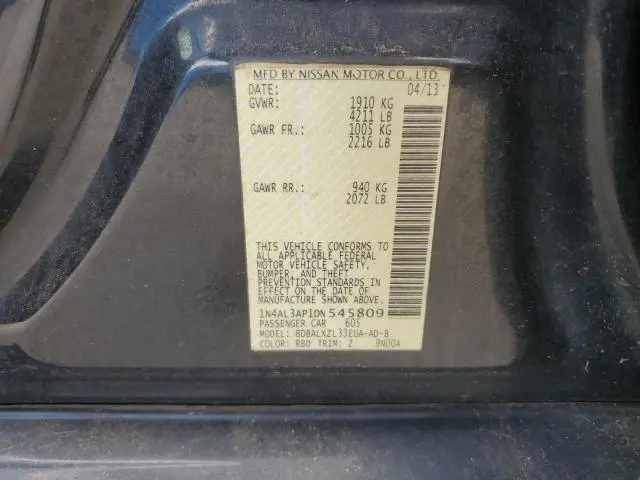 MFD BY NISSAN MOTOR CO., LTD.
DATE: 04/13
GVWR: 1910 KG
4211 LB
GAWR FR.: 1005 KG
2216 LB
GAWR RR.: 940 KG
2072 LB
THIS VEHICLE CONFORMS TO
ALL APPLICABLE FEDERAL
MOTOR VEHICLE SAFETY,
BUMPER, AND THEFT
PREVENTION STANDARDS IN
EFFECT ON THE DATE OF
MANUFACTURE SHOWN ABOVE.
1N4AL3AP1DN545809
PASSENGER CAR 605
MODEL: BDBALXZL33EUA-AD-B
COLOR: RBD TRIM: Z 9N00A